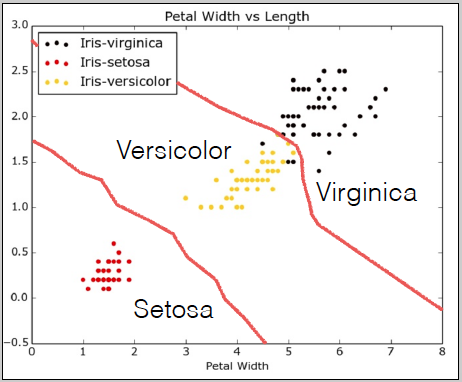 Petal Width vs Length
3.0
2.5
2.0
1.5
1.0
0.5
0.0
−0.5
Iris-virginica
Iris-setosa
Iris-versicolor
Versicolor
Virginica
Setosa
0 1 2 3 4 5 6 7 8
Petal Width